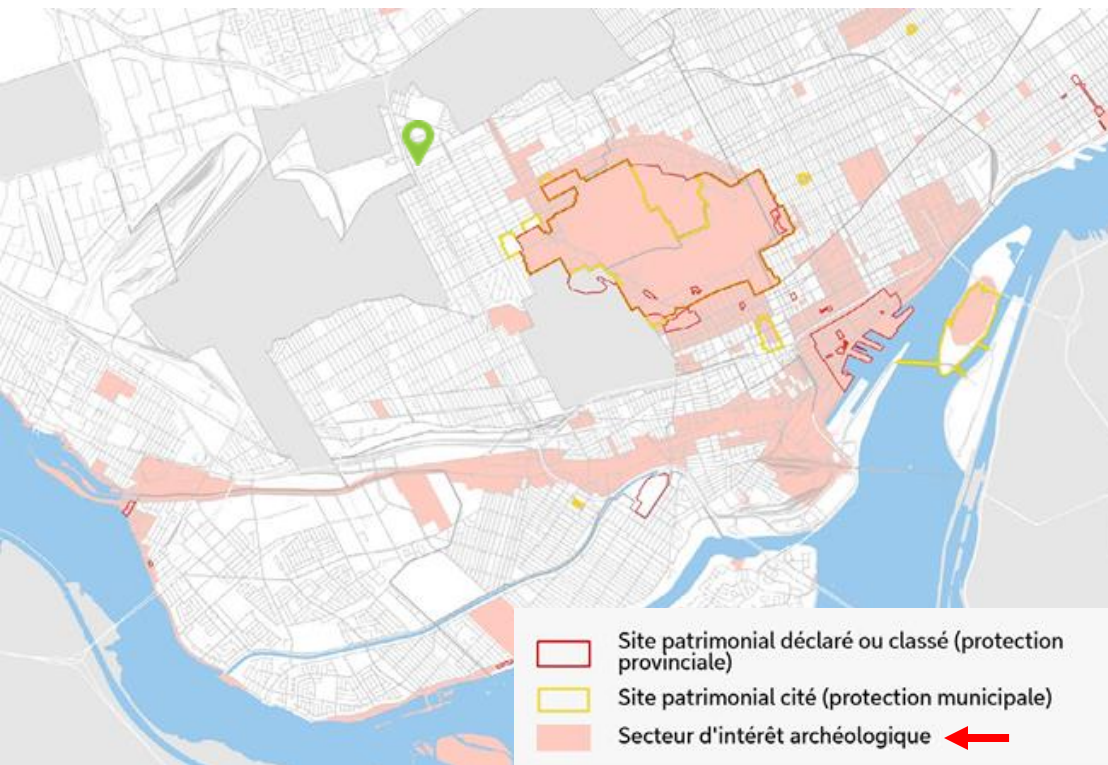 Site patrimonial déclaré ou classé (protection
provinciale)
Site patrimonial cité (protection municipale)
Secteur d'intérêt archéologique